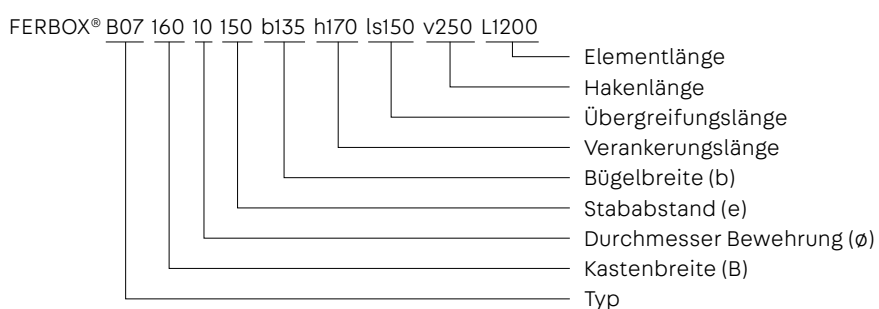 FERBOX® B07 160 10 150 b135 h170 ls150 v250 L1200
Elementlänge
Hakenlänge
Übergreifungslänge
Verankerungslänge
Bügelbreite (b)
Stababstand (e)
Durchmesser Bewehrung (ø)
Kastenbreite (B)
Typ